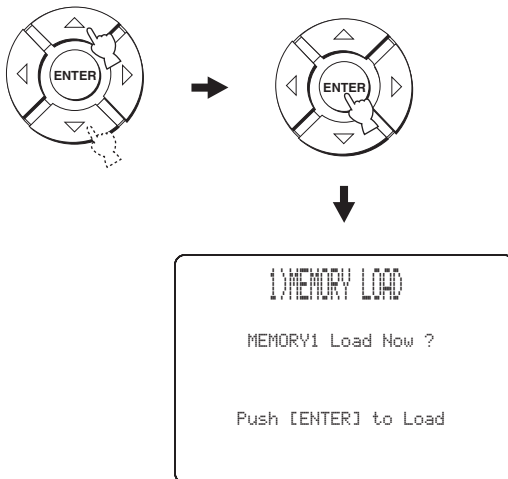 ENTER
ENTER
1)MEMORY LOAD
MEMORY1 Load Now ?
Push [ENTER] to Load